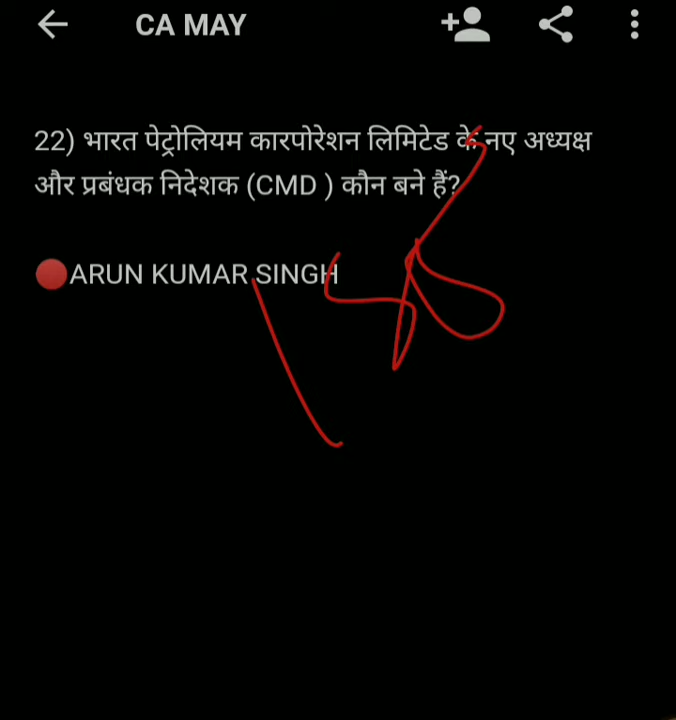 CA MAY
22) भारत पेट्रोलियम कारपोरेशन लिमिटेड के नए अध्यक्ष
और प्रबंधक निदेशक (CMD ) कौन बने हैं?
ARUN KUMAR SINGH